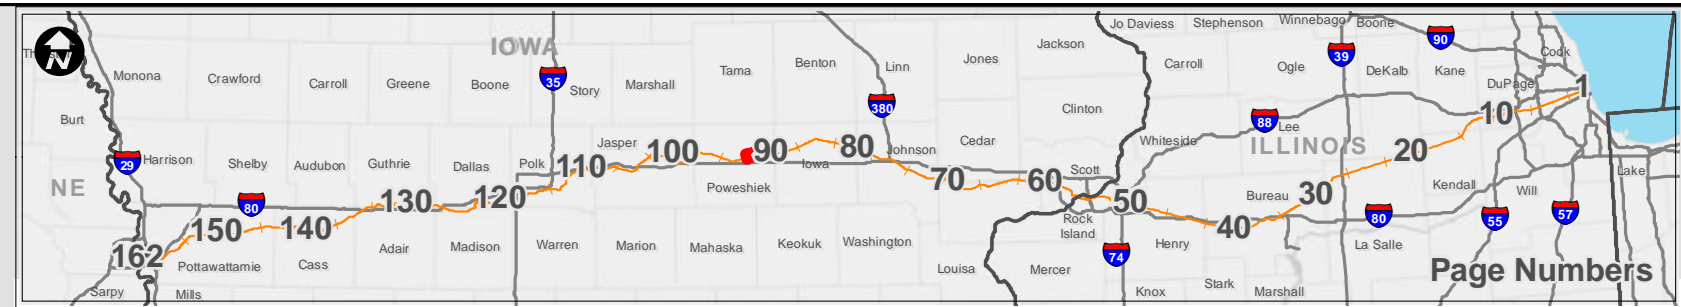 Jo Daviess
Stephenson
Winnebago
Boone
IOWA
Jackson
90
N
39
Cook
Monona
Crawford
Carroll
Greene
Boone
35
Story
Marshall
Tama
Benton
Linn
Jones
Carroll
Ogle
DeKalb
Kane
DuPage
1
380
Clinton
10
Burt
88
Lee
Whiteside
ILLINOIS
Jasper
100
90
80
Johnson
Cedar
20
29
Harrison
Shelby
Audubon
Guthrie
Dallas
Polk
110
Iowa
Scott
Lake
NE
Poweshiek
70
60
Kendall
Will
80
130
120
50
Bureau
30
150
140
Rock
Island
40
80
55
57
162
Adair
Madison
Warren
Marion
Mahaska
Keokuk
Washington
74
Henry
La Salle
Pottawattamie
Cass
Louisa
Mercer
Page Numbers
Sarpy
Mills
Knox
Stark
Marshall